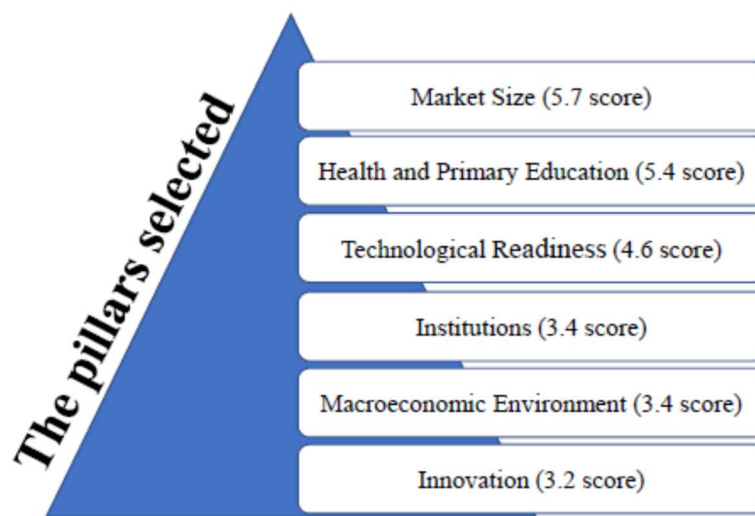 The pillars selected
Market Size (5.7 score)
Health and Primary Education (5.4 score)
Technological Readiness (4.6 score)
Institutions (3.4 score)
Macroeconomic Environment (3.4 score)
Innovation (3.2 score)